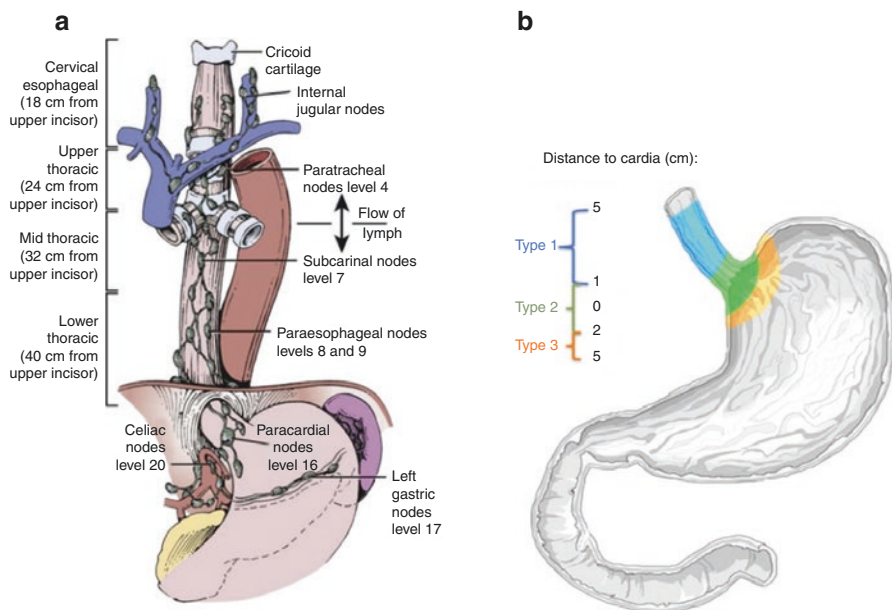 a
Cervical
esophageal
(18 cm from
upper incisor)
Upper
thoracic
(24 cm from
upper incisor)
Mid thoracic
(32 cm from
upper incisor)
Lower
thoracic
(40 cm from
upper incisor)
Cricoid
cartilage
Internal
jugular nodes
Paratracheal
nodes level 4
Flow of
lymph
Subcarinal nodes
level 7
Paraesophageal nodes
levels 8 and 9
Celiac
nodes
level 20
Paracardial
nodes
level 16
Left
gastric
nodes
level 17
b
Distance to cardia (cm):
5
Type 1
1
Type 2
0
2
Type 3
5